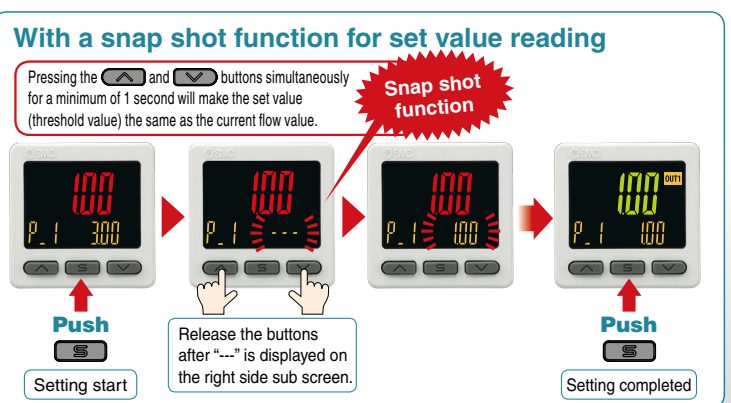 With a snap shot function for set value reading
Pressing the and buttons simultaneously
for a minimum of 1 second will make the set value
(threshold value) the same as the current flow value.
Snap shot
function
SMC
1.00
P_1 3.00
S
SMC
1.00
P_1 ---
S
SMC
1.00
P_1 1.00
S
SMC
1.00 OUT1
P_1 1.00
S
Push
S
Setting start
Release the buttons
after "---" is displayed on
the right side sub screen.
Push
S
Setting completed